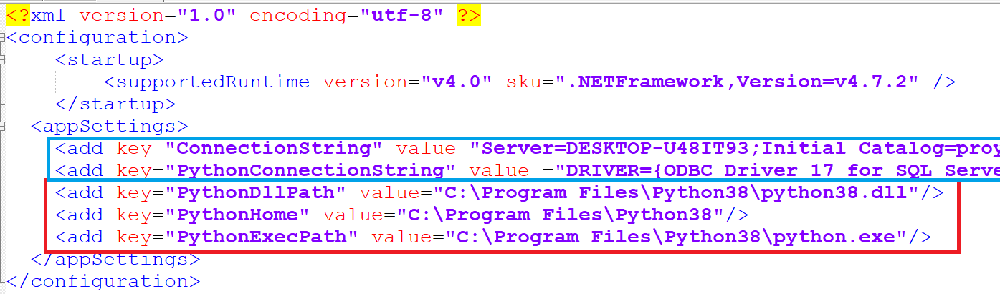 <?xml version="1.0" encoding="utf-8" ?>
<configuration>
<startup>
<supportedRuntime version="v4.0" sku=".NETFramework,Version=v4.7.2" />
</startup>
<appSettings>
<add key="ConnectionString" value="Server=DESKTOP-U48IT93;Initial Catalog=proy
<add key="PythonConnectionString" value ="DRIVER={ODBC Driver 17 for SQL Serve
<add key="PythonDllPath" value="C:\Program Files\Python38\python38.dll"/>
<add key="PythonHome" value="C:\Program Files\Python38"/>
<add key="PythonExecPath" value="C:\Program Files\Python38\python.exe"/>
</appSettings>
</configuration>